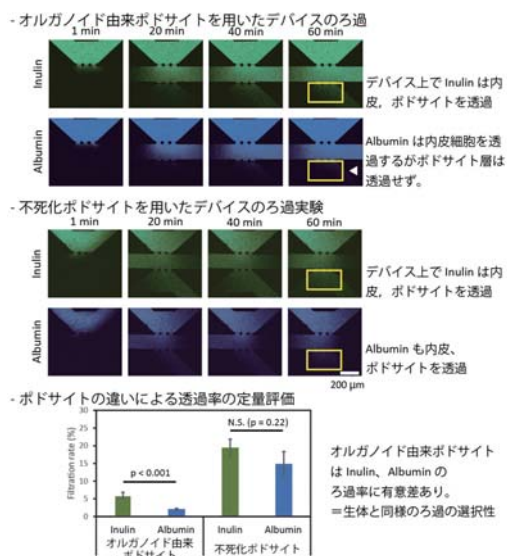 - オルガノイド由来ポドサイトを用いたデバイスのろ過
1 min 20 min 40 min 60 min
Inulin
デバイス上で Inulin は内
皮，ポドサイトを透過
Albumin
Albumin は内皮細胞を透
過するがポドサイト層は
透過せず。
- 不死化ポドサイトを用いたデバイスのろ過実験
1 min 20 min 40 min 60 min
Inulin
デバイス上で Inulin は内
皮，ポドサイトを透過
Albumin
Albumin も内皮、
ポドサイトを透過
200 μm
- ポドサイトの違いによる透過率の定量評価
Filtration rate (%)
30
25
20
15
10
5
0
p < 0.001
N.S. (p = 0.22)
Inulin Albumin Inulin Albumin
オルガノイド由来
ポドサイト
不死化ポドサイト
オルガノイド由来ポドサイト
は Inulin、Albumin の
ろ過率に有意差あり。
＝生体と同様のろ過の選択性